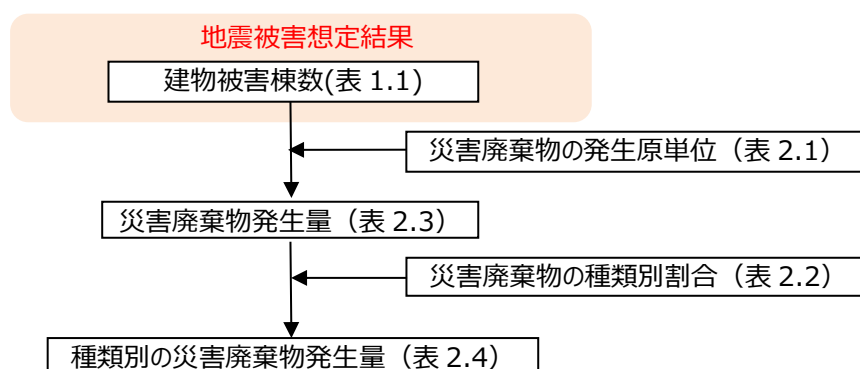 地震被害想定結果
建物被害棟数(表 1.1)
災害廃棄物の発生原単位（表 2.1）
災害廃棄物発生量（表 2.3）
災害廃棄物の種類別割合（表 2.2）
種類別の災害廃棄物発生量（表 2.4）